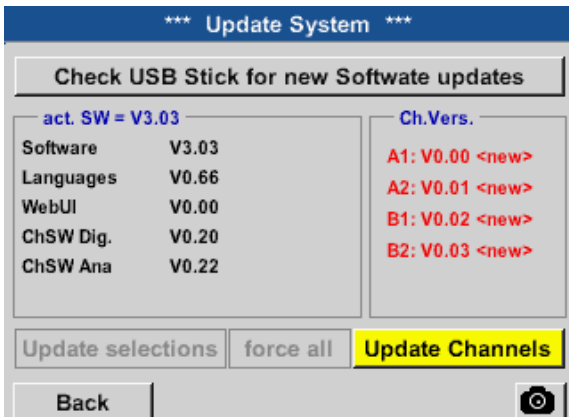 *** Update System ***
Check USB Stick for new Softwate updates
act. SW = V3.03
Software V3.03
Languages V0.66
WebUI V0.00
ChSW Dig. V0.20
ChSW Ana V0.22
Ch.Vers.
A1: V0.00 <new>
A2: V0.01 <new>
B1: V0.02 <new>
B2: V0.03 <new>
Update selections
force all
Update Channels
Back